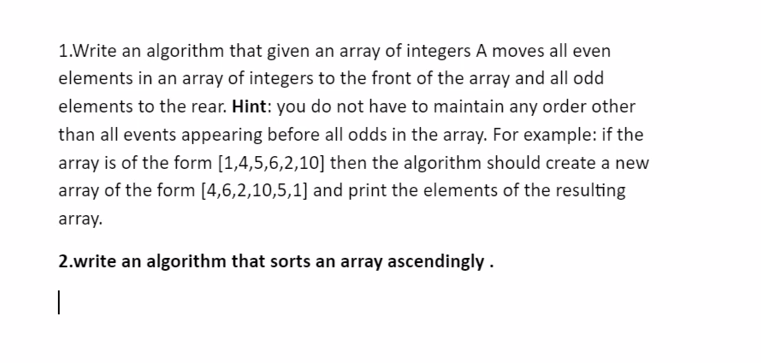 1.Write an algorithm that given an array of integers A moves all even
elements in an array of integers to the front of the array and all odd
elements to the rear. Hint: you do not have to maintain any order other
than all events appearing before all odds in the array. For example: if the
array is of the form [1,4,5,6,2,10] then the algorithm should create a new
array of the form [4,6,2,10,5,1] and print the elements of the resulting
array.
2.write an algorithm that sorts an array ascendingly .